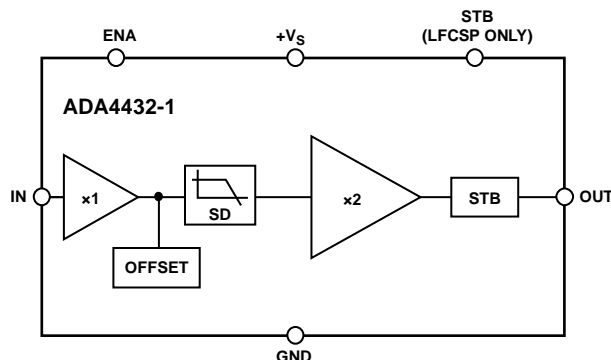 ENA
+VS
STB
(LFCSP ONLY)
ADA4432-1
IN
×1
SD
×2
STB
OUT
OFFSET
GND